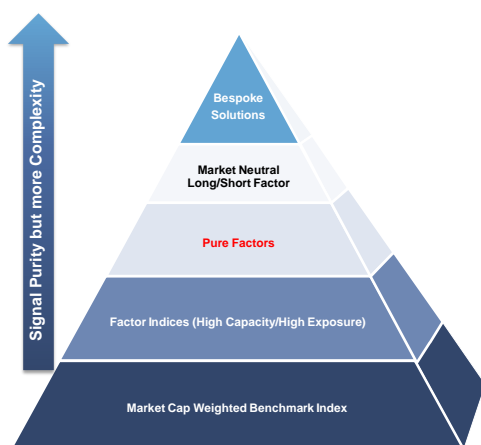 Signal Purity but more Complexity
Bespoke
Solutions
Market Neutral
Long/Short Factor
Pure Factors
Factor Indices (High Capacity/High Exposure)
Market Cap Weighted Benchmark Index